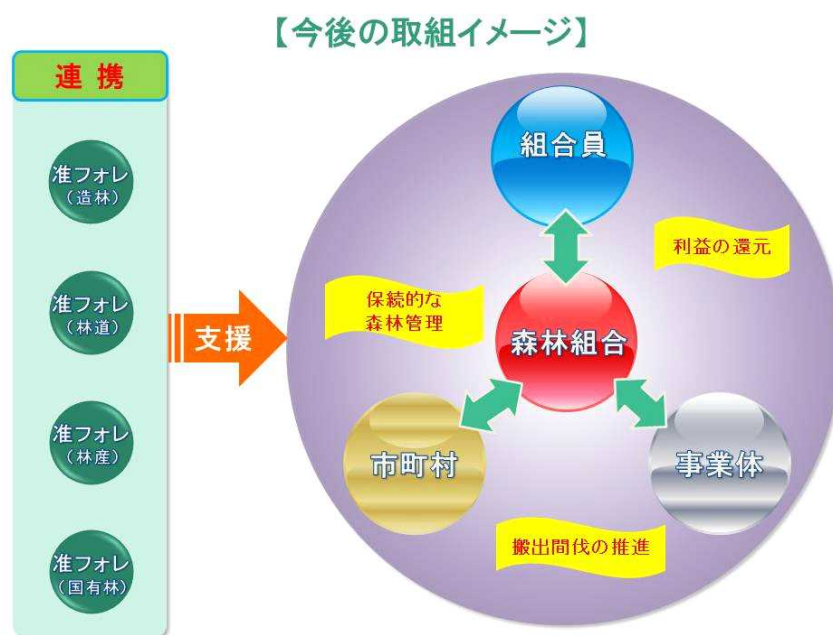 【今後の取組イメージ】
連携
准フォレ
(造林)
准フォレ
(林道)
准フォレ
(林産)
准フォレ
(国有林)
支援
組合員
利益の還元
保続的な
森林管理
森林組合
市町村
事業体
搬出間伐の推進